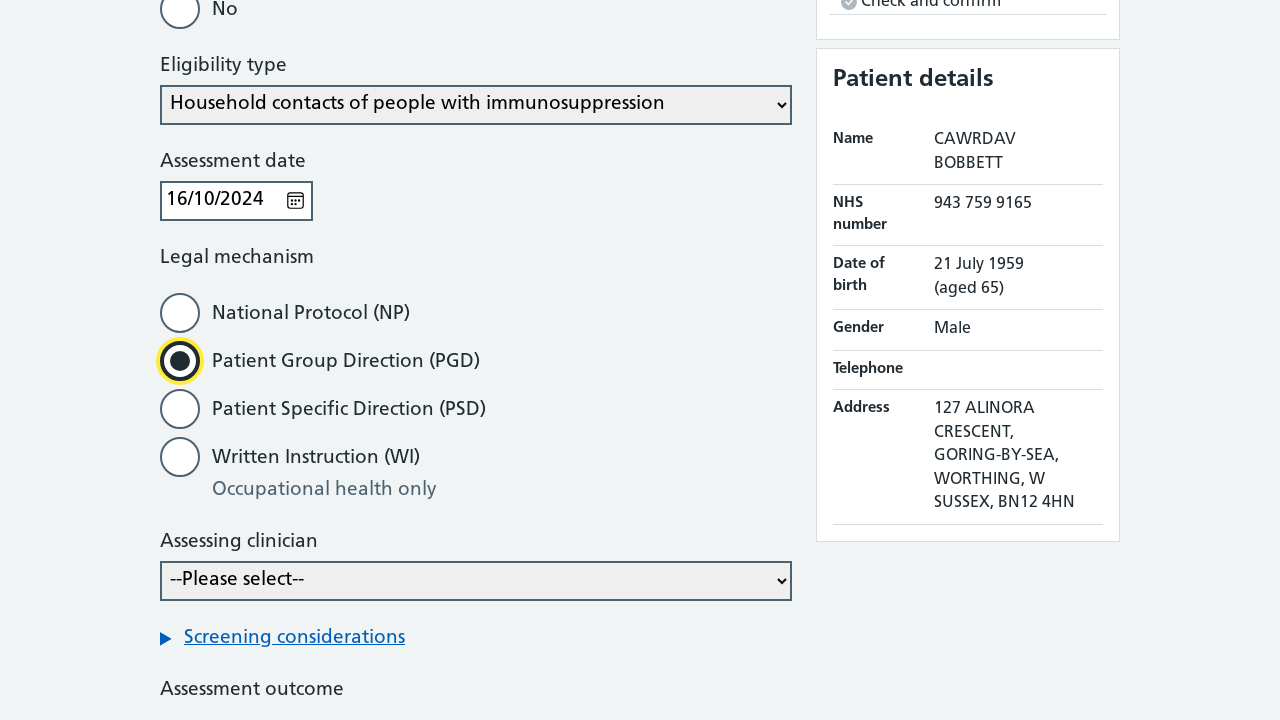 No
Eligibility type
Household contacts of people with immunosuppression
Assessment date
16/10/2024
Legal mechanism
National Protocol (NP)
Patient Group Direction (PGD)
Patient Specific Direction (PSD)
Written Instruction (WI)
Occupational health only
Assessing clinician
--Please select--
Screening considerations
Assessment outcome
Check and confirm
Patient details
Name CAWRDAV
BOBBETT
NHS number 943 759 9165
Date of birth 21 July 1959
(aged 65)
Gender Male
Telephone
Address 127 ALINORA
CRESCENT,
GORING-BY-SEA,
WORTHING, W
SUSSEX, BN12 4HN